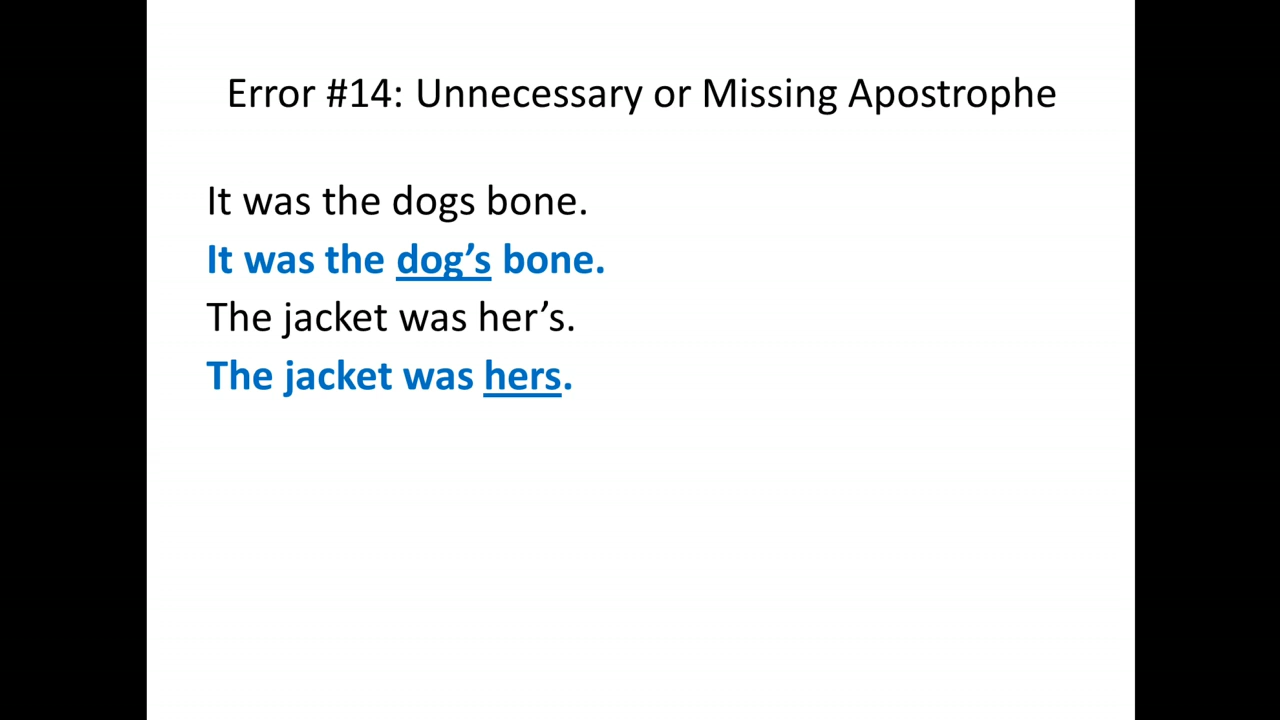 Error #14: Unnecessary or Missing Apostrophe
It was the dogs bone.
It was the dog’s bone.
The jacket was her’s.
The jacket was hers.